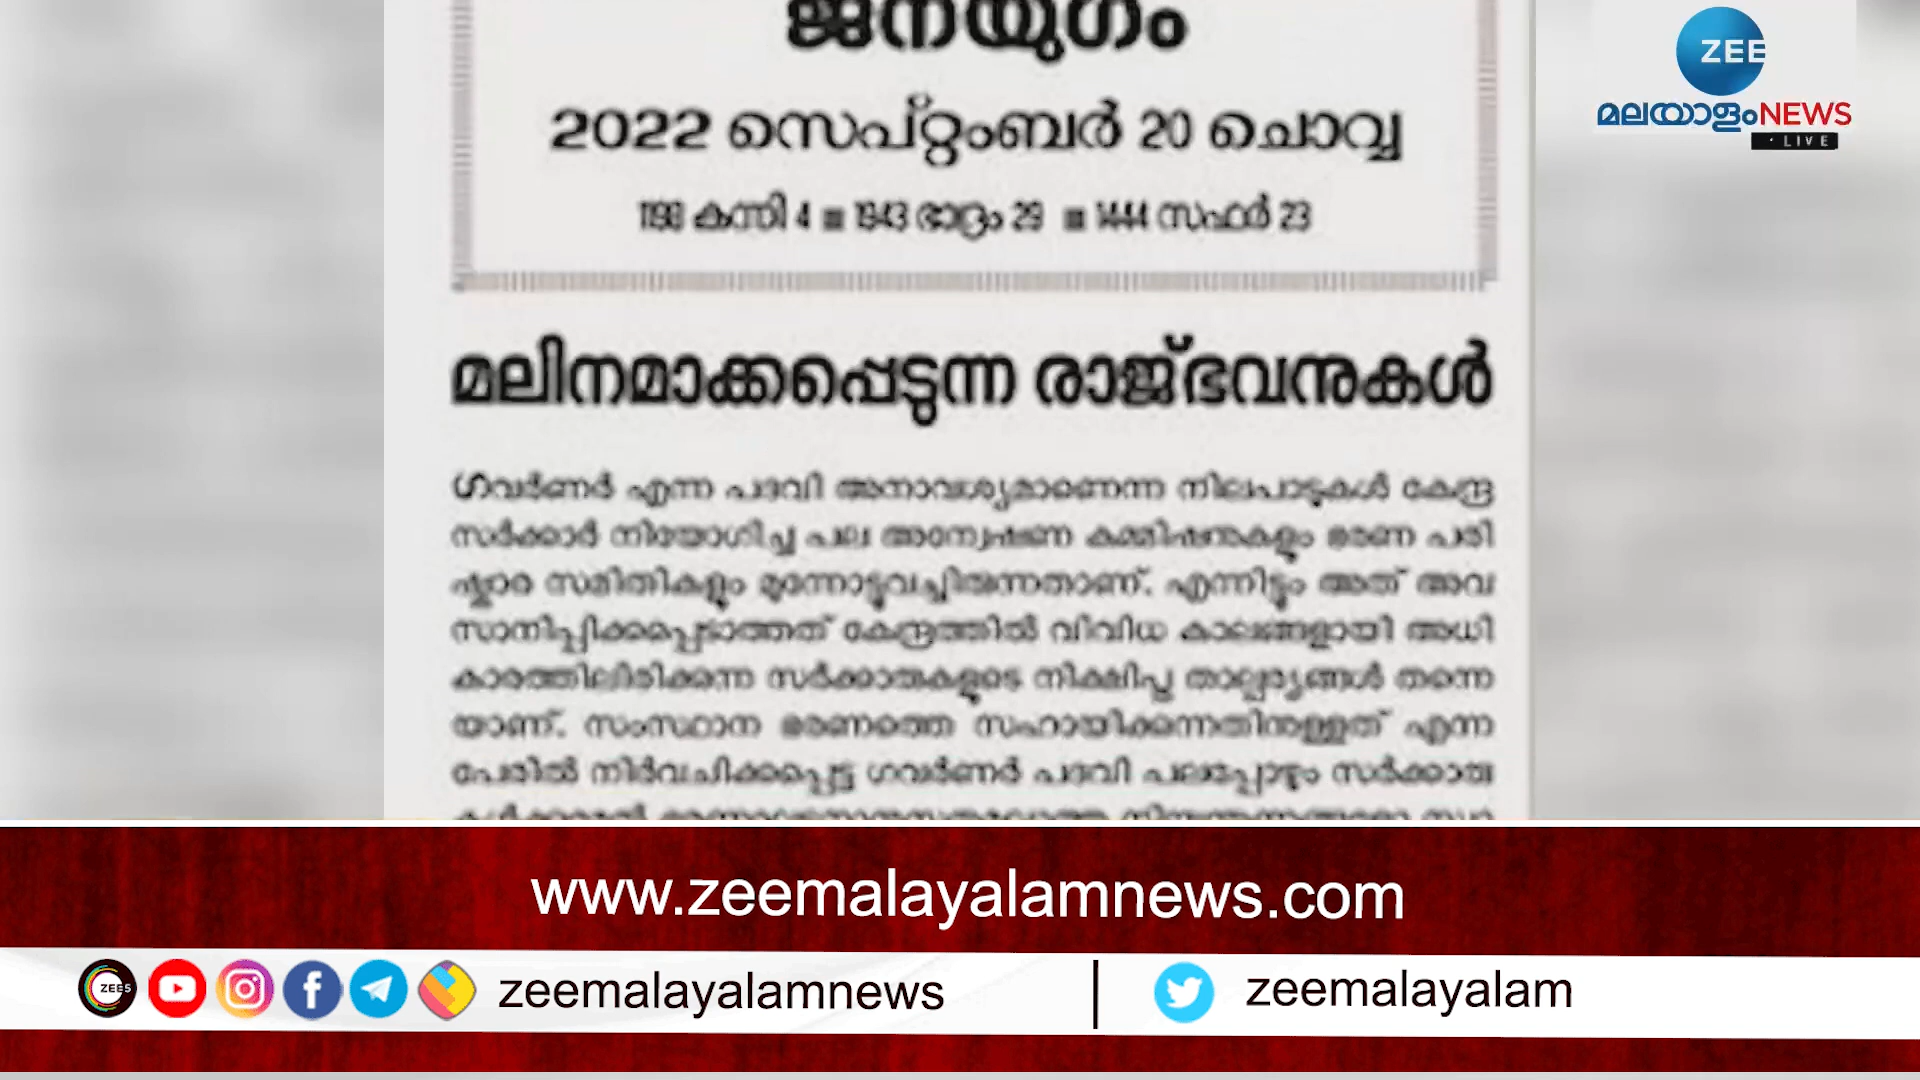 ജനയുഗം
ZEE
മലയാളംNEWS
LIVE
2022 സെപ്റ്റംബർ 20 ചൊവ്വ
1198 കന്നി 4 ■ 1943 ഭാദ്രം 29 ■ 1444 സഫർ 23
മലിനമാക്കപ്പെടുന്ന രാജ്ഭവനുകൾ
ഗവർണർ എന്ന പദവി അനാവശ്യമാണെന്ന നിലപാടുകൾ കേന്ദ്ര
സർക്കാർ നിയോഗിച്ച പല അന്വേഷണ കമ്മിഷനുകളും ഭരണ പരി
ഷ്കാര സമിതികളും മുന്നോട്ടുവച്ചിരുന്നതാണ്. എന്നിട്ടും അത് അവ
സാനിപ്പിക്കപ്പെടാത്തത് കേന്ദ്രത്തിൽ വിവിധ കാലങ്ങളായി അധി
കാരത്തിലിരിക്കുന്ന സർക്കാരുകളുടെ നിക്ഷിപ്ത താല്പര്യങ്ങൾ തന്നെ
യാണ്. സംസ്ഥാന ഭരണത്തെ സഹായിക്കുന്നതിനുള്ളത് എന്ന
പേരിൽ നിർവചിക്കപ്പെട്ട ഗവർണർ പദവി പലപ്പോഴും സർക്കാരു
www.zeemalayalamnews.com
ZEE5
zeemalayalamnews
zeemalayalam